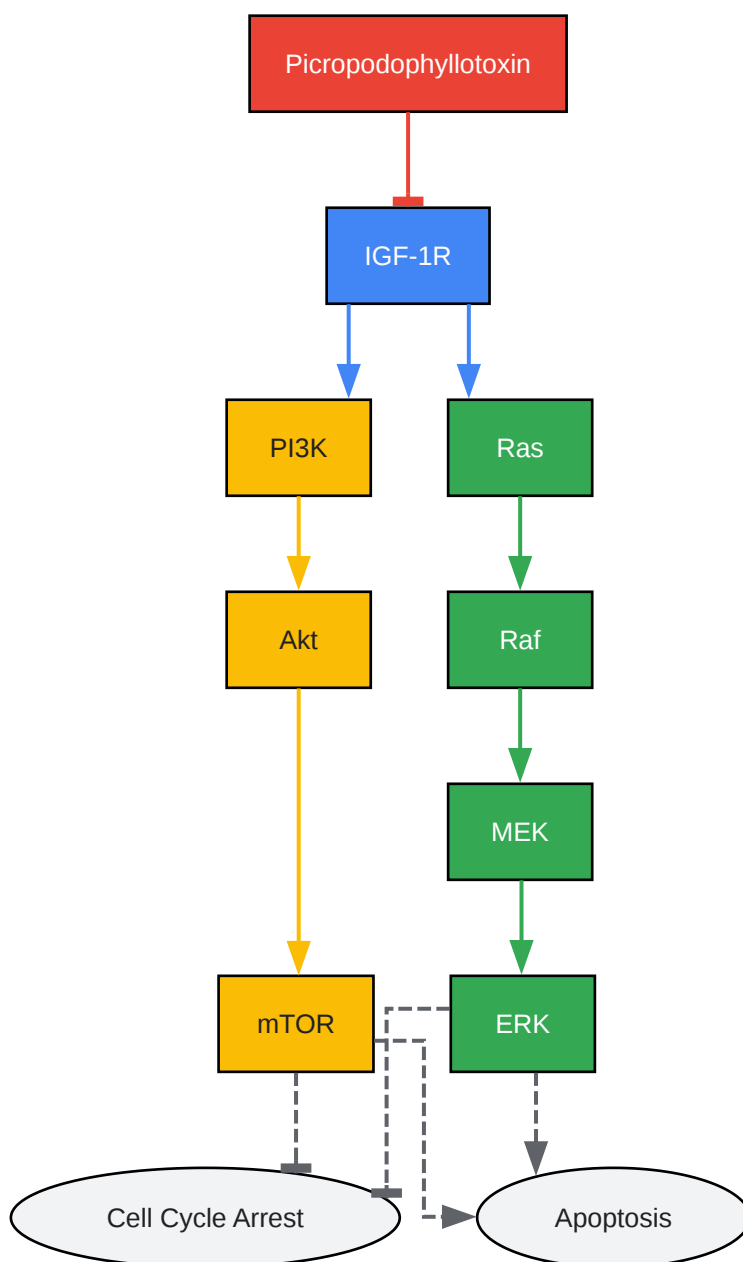 Picropodophyllotoxin
IGF-1R
PI3K
Ras
Akt
Raf
MEK
mTOR
ERK
Cell Cycle Arrest
Apoptosis